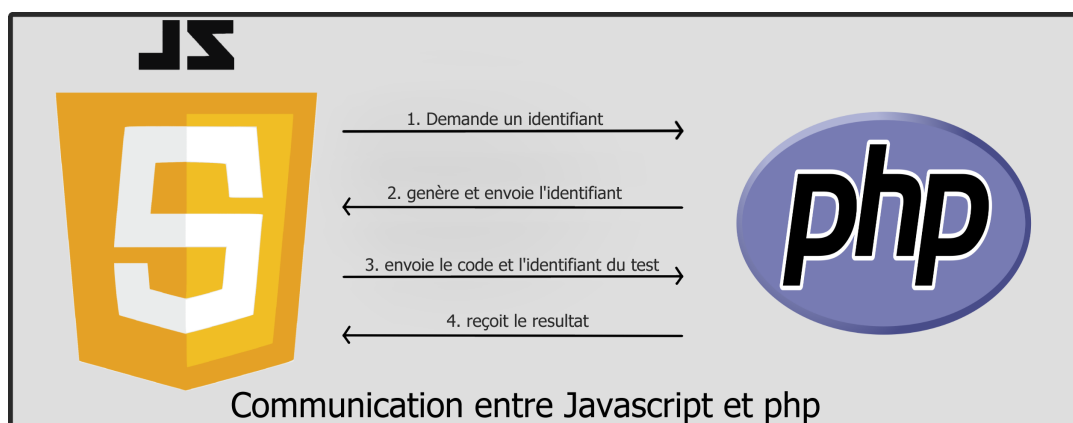 JS
1. Demande un identifiant
2. genère et envoie l'identifiant
3. envoie le code et l'identifiant du test
4. reçoit le resultat
php
Communication entre Javascript et php